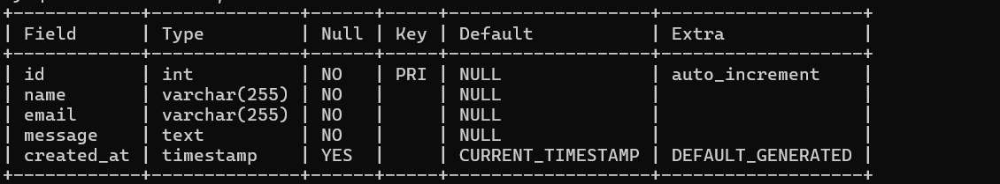 +------------+--------------+------+-----+-------------------+-------------------+
| Field      | Type         | Null | Key | Default           | Extra             |
+------------+--------------+------+-----+-------------------+-------------------+
| id         | int          | NO   | PRI | NULL              | auto_increment    |
| name       | varchar(255) | NO   |     | NULL              |                   |
| email      | varchar(255) | NO   |     | NULL              |                   |
| message    | text         | NO   |     | NULL              |                   |
| created_at | timestamp    | YES  |     | CURRENT_TIMESTAMP | DEFAULT_GENERATED |
+------------+--------------+------+-----+-------------------+-------------------+